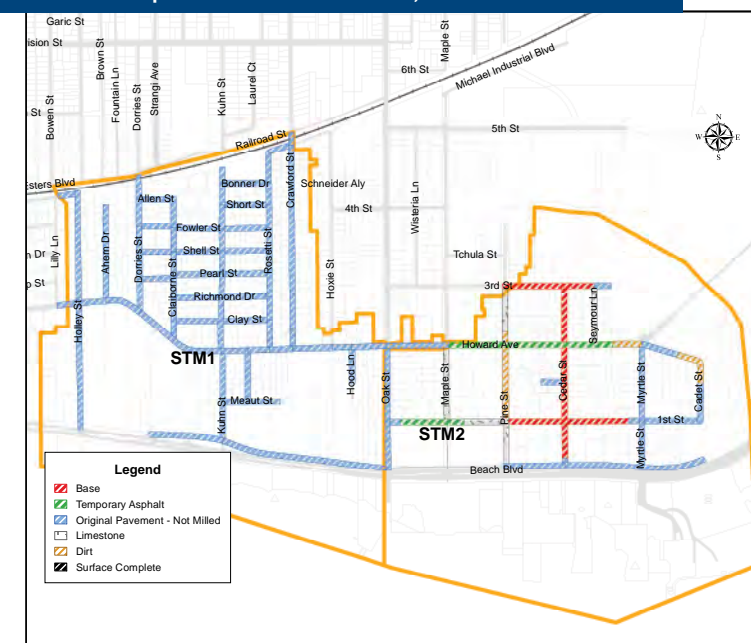 Garic St
ision St
Bowen St
Brown St
Fountain Ln
Dorries St
Strangi Ave
Kuhn St
Laurel Ct
Maple St
6th St
Michael Industrial Blvd
5th St
N
W E
S
St
Railroad St
Esters Blvd
Allen St
Bonner Dr
Crawford St
Schneider Aly
Short St
4th St
Wisteria Ln
Fowler St
Lilly Ln
Ahern Dr
Dorries St
Shell St
Rosetti St
Tchula St
n Dr
Claiborne St
Pearl St
Hoxie St
3rd St
Seymour Ln
p St
Richmond Dr
Holley St
Clay St
STM1
Howard Ave
Hood Ln
Oak St
Maple St
Pine St
Cedar St
Myrtle St
Cadet St
Kuhn St
Meaut St
STM2
1st St
Myrtle St
Beach Blvd
Legend
Base
Temporary Asphalt
Original Pavement - Not Milled
Limestone
Dirt
Surface Complete